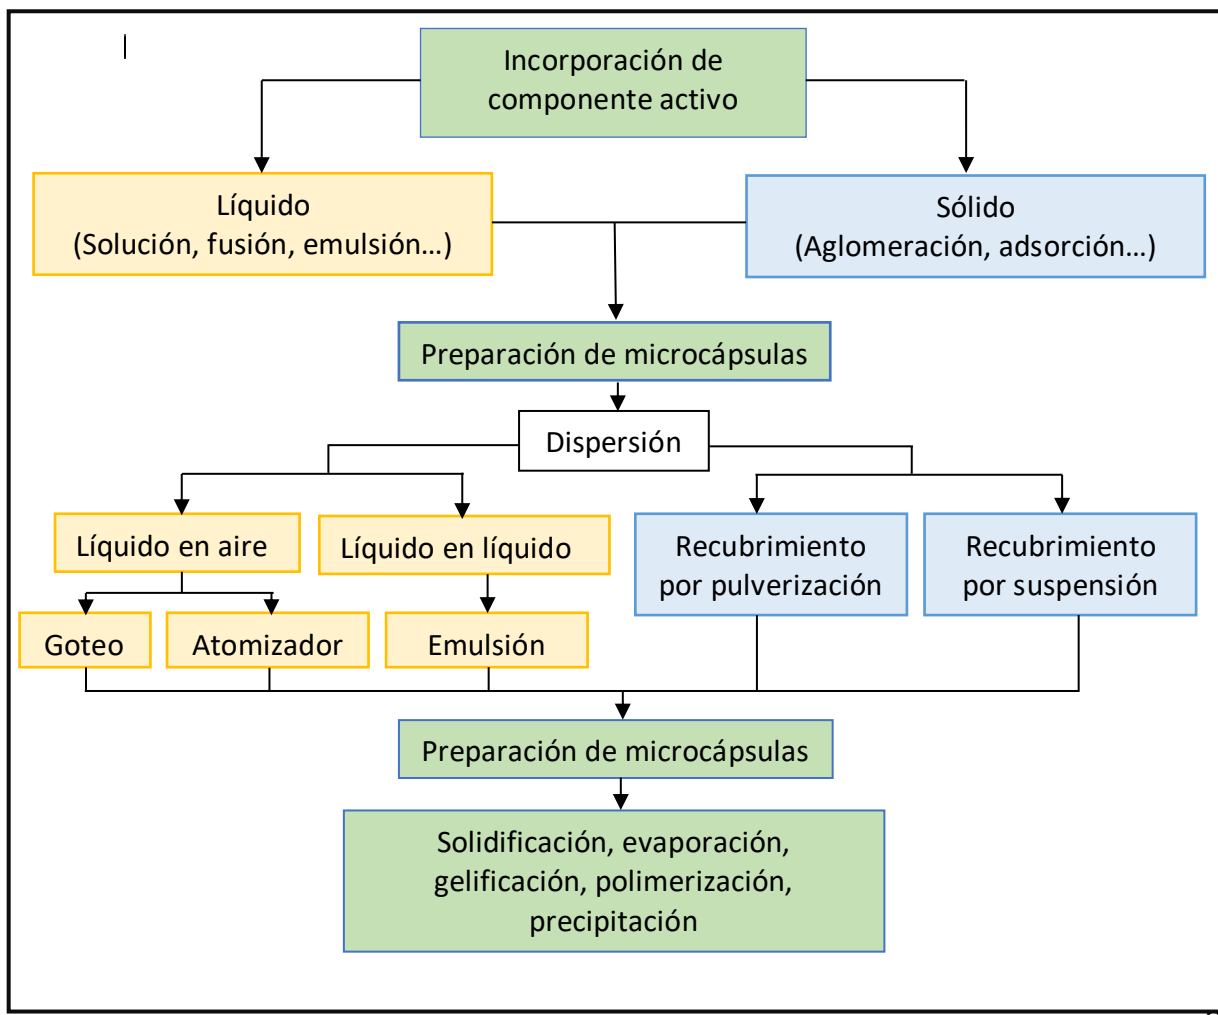 Incorporación de
componente activo
Líquido
(Solución, fusión, emulsión...)
Sólido
(Aglomeración, adsorción...)
Preparación de microcápsulas
Dispersión
Líquido en aire
Líquido en líquido
Recubrimiento
por pulverización
Recubrimiento
por suspensión
Goteo
Atomizador
Emulsión
Preparación de microcápsulas
Solidificación, evaporación,
gelificación, polimerización,
precipitación